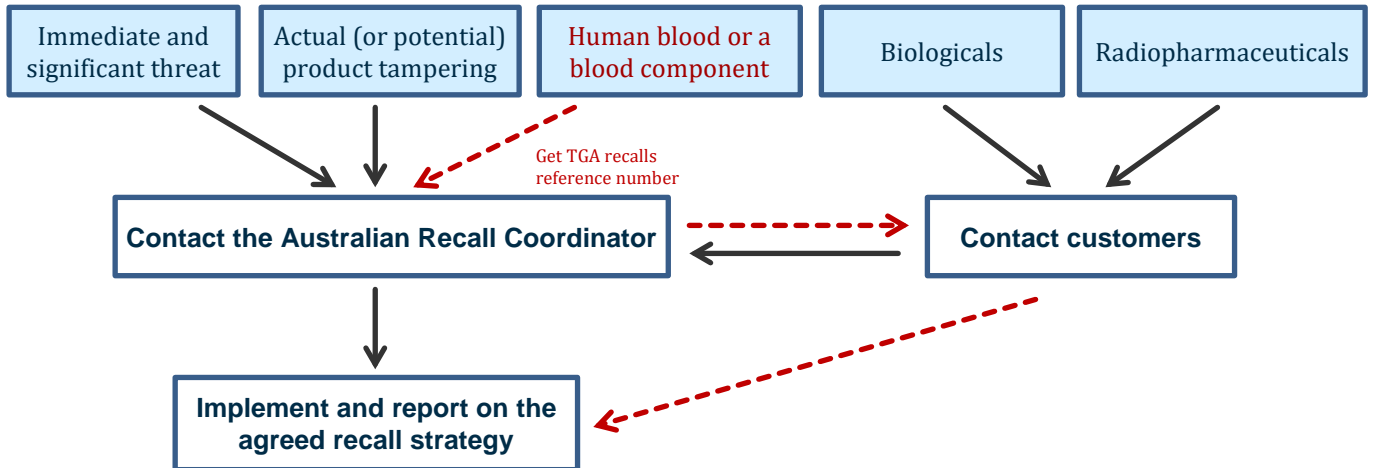 Immediate and
significant threat
Actual (or potential)
product tampering
Human blood or a
blood component
Biologicals
Radiopharmaceuticals
Get TGA recalls
reference number
Contact the Australian Recall Coordinator
Contact customers
Implement and report on the
agreed recall strategy